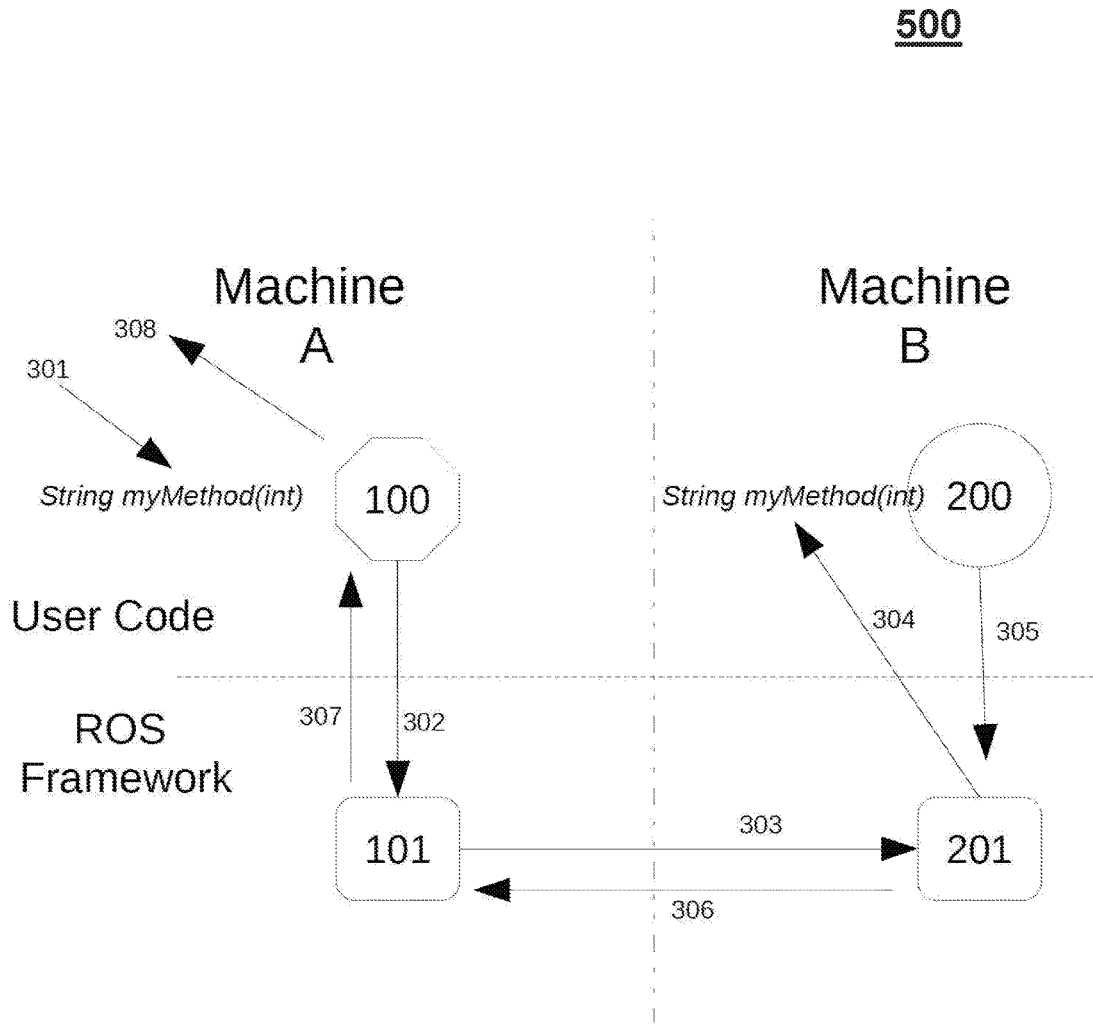 500
Machine
A
Machine
B
308
301
String myMethod(int)
100
String myMethod(int)
200
User Code
304
305
ROS
Framework
307
302
101
303
201
306